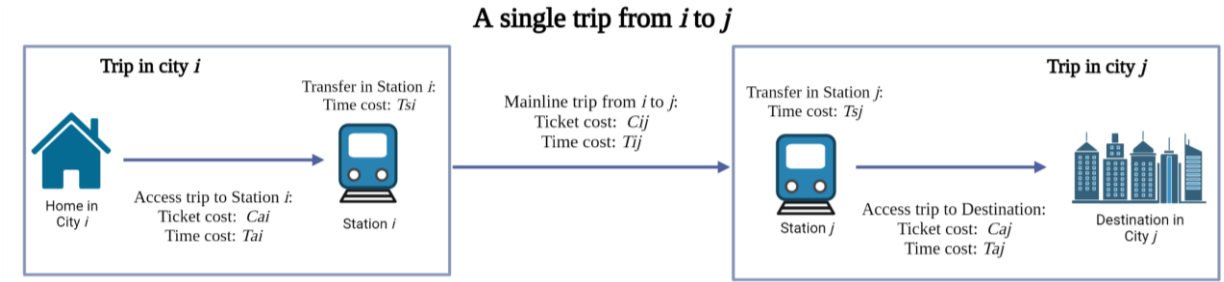 A single trip from i to j
Trip in city i
Transfer in Station i:
Time cost: Tsi
Home in
City i
Access trip to Station i:
Ticket cost: Cai
Time cost: Tai
Station i
Mainline trip from i to j:
Ticket cost: Cij
Time cost: Tij
Trip in city j
Transfer in Station j:
Time cost: Tsj
Station j
Access trip to Destination:
Ticket cost: Caj
Time cost: Taj
Destination in
City j